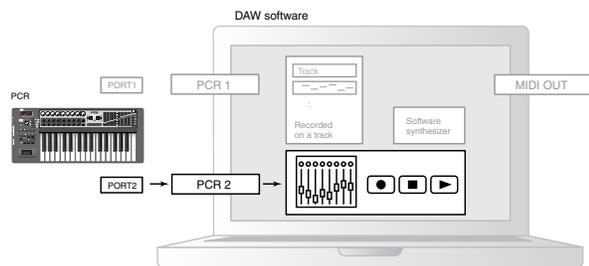 DAW software
PCR
PORT1
PCR 1
Track
:
Recorded
on a track
Software
synthesizer
MIDI OUT
PORT2
PCR 2